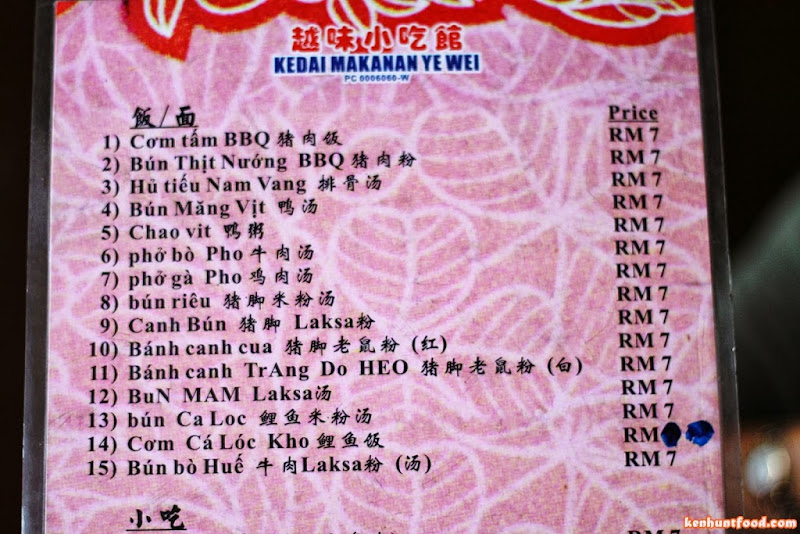 越味小吃館
KEDAI MAKANAN YE WEI
PC 0006060-W
飯/面 Price
1) Cơm tấm BBQ 猪肉饭 RM 7
2) Bún Thịt Nướng BBQ 猪肉粉 RM 7
3) Hũ tiếu Nam Vang 排骨汤 RM 7
4) Bún Măng Vịt 鸭汤 RM 7
5) Chao vit 鸭粥 RM 7
6) phở bò Pho 牛肉汤 RM 7
7) phở gà Pho 鸡肉汤 RM 7
8) bún riêu 猪脚米粉汤 RM 7
9) Canh Bún 猪脚 Laksa粉 RM 7
10) Bánh canh cua 猪脚老鼠粉 (红) RM 7
11) Bánh canh TrAng Do HEO 猪脚老鼠粉 (白) RM 7
12) BuN MAM Laksa汤 RM 7
13) bún Ca Loc 鲤鱼米粉汤 RM 7
14) Cơm Cá Lóc Kho 鲤鱼饭 RM
15) Bún bò Huế 牛肉Laksa粉 (汤) RM 7
小吃
RM 7
kenhuntfood.com